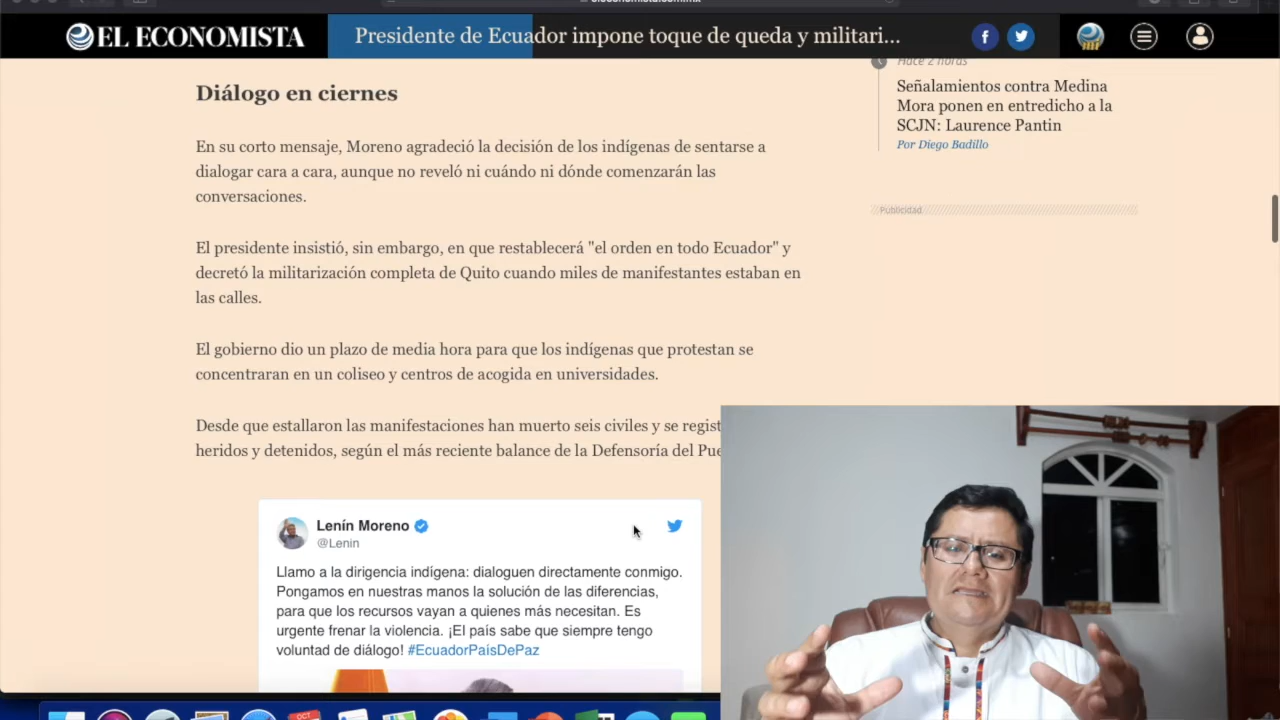 EL ECONOMISTA
Presidente de Ecuador impone toque de queda y militari...
Diálogo en ciernes
En su corto mensaje, Moreno agradeció la decisión de los indígenas de sentarse a
dialogar cara a cara, aunque no reveló ni cuándo ni dónde comenzarán las
conversaciones.
El presidente insistió, sin embargo, en que restablecerá "el orden en todo Ecuador" y
decretó la militarización completa de Quito cuando miles de manifestantes estaban en
las calles.
El gobierno dio un plazo de media hora para que los indígenas que protestan se
concentraran en un coliseo y centros de acogida en universidades.
Desde que estallaron las manifestaciones han muerto seis civiles y se
heridos y detenidos, según el más reciente balance de la Defensoría del
Lenín Moreno
@Lenin
Llamo a la dirigencia indígena: dialoguen directamente conmigo.
Pongamos en nuestras manos la solución de las diferencias,
para que los recursos vayan a quienes más necesitan. Es
urgente frenar la violencia. ¡El país sabe que siempre tengo
voluntad de diálogo! #EcuadorPaísDePaz
Hace 2 horas
Señalamientos contra Medina
Mora ponen en entredicho a la
SCJN: Laurence Pantin
Por Diego Badillo
Publicidad
OCT